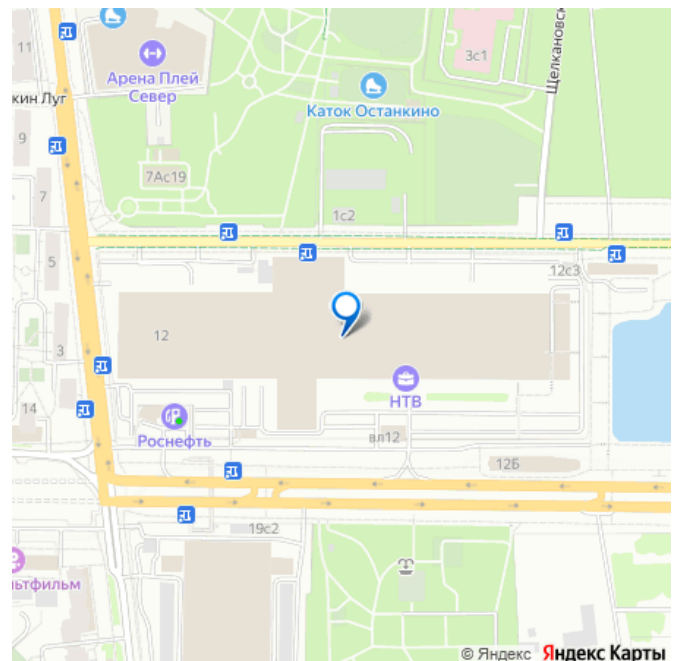 11
Арена Плей
Север
3с1
Щелкановск
Каток Останкино
кин Луг
9
7Ас19
7
1с2
5
12с3
12
3
НТВ
14
Роснефть
вл12
12Б
19с2
льтфильм
© Яндекс Яндекс Карты